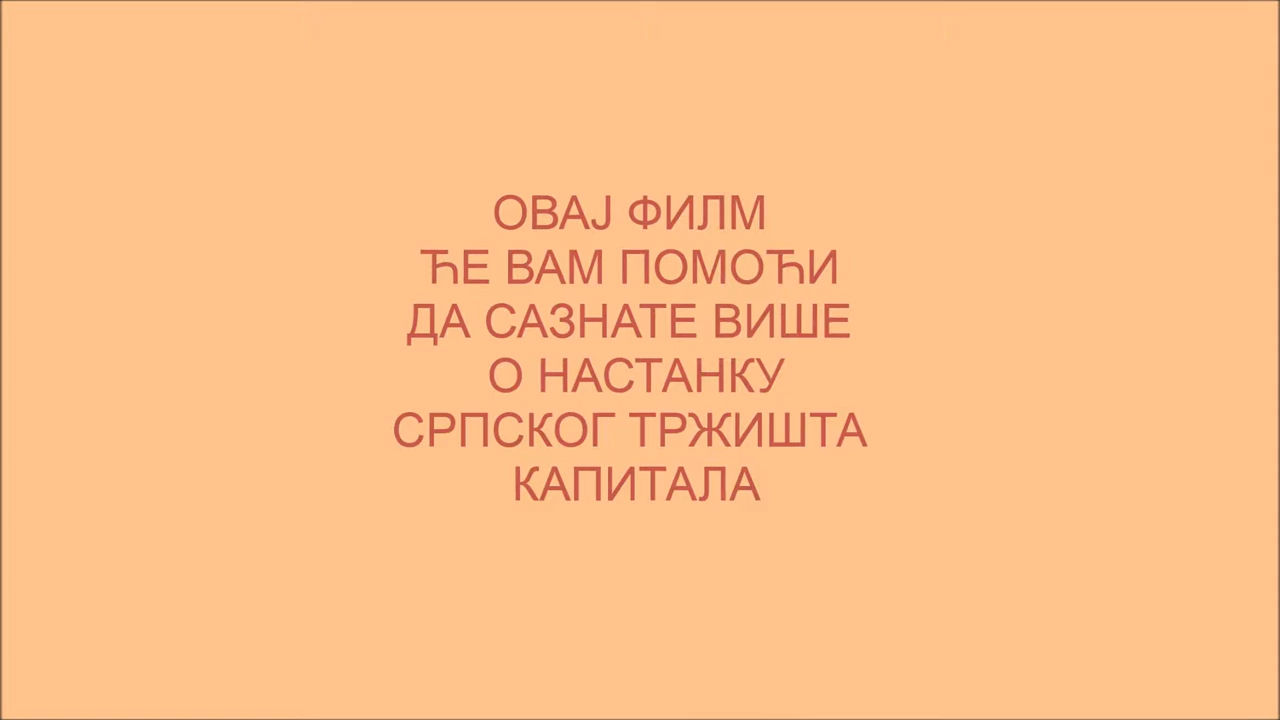 ОВАЈ ФИЛМ
ЋЕ ВАМ ПОМОЋИ
ДА САЗНАТЕ ВИШЕ
О НАСТАНКУ
СРПСКОГ ТРЖИШТА
КАПИТАЛА